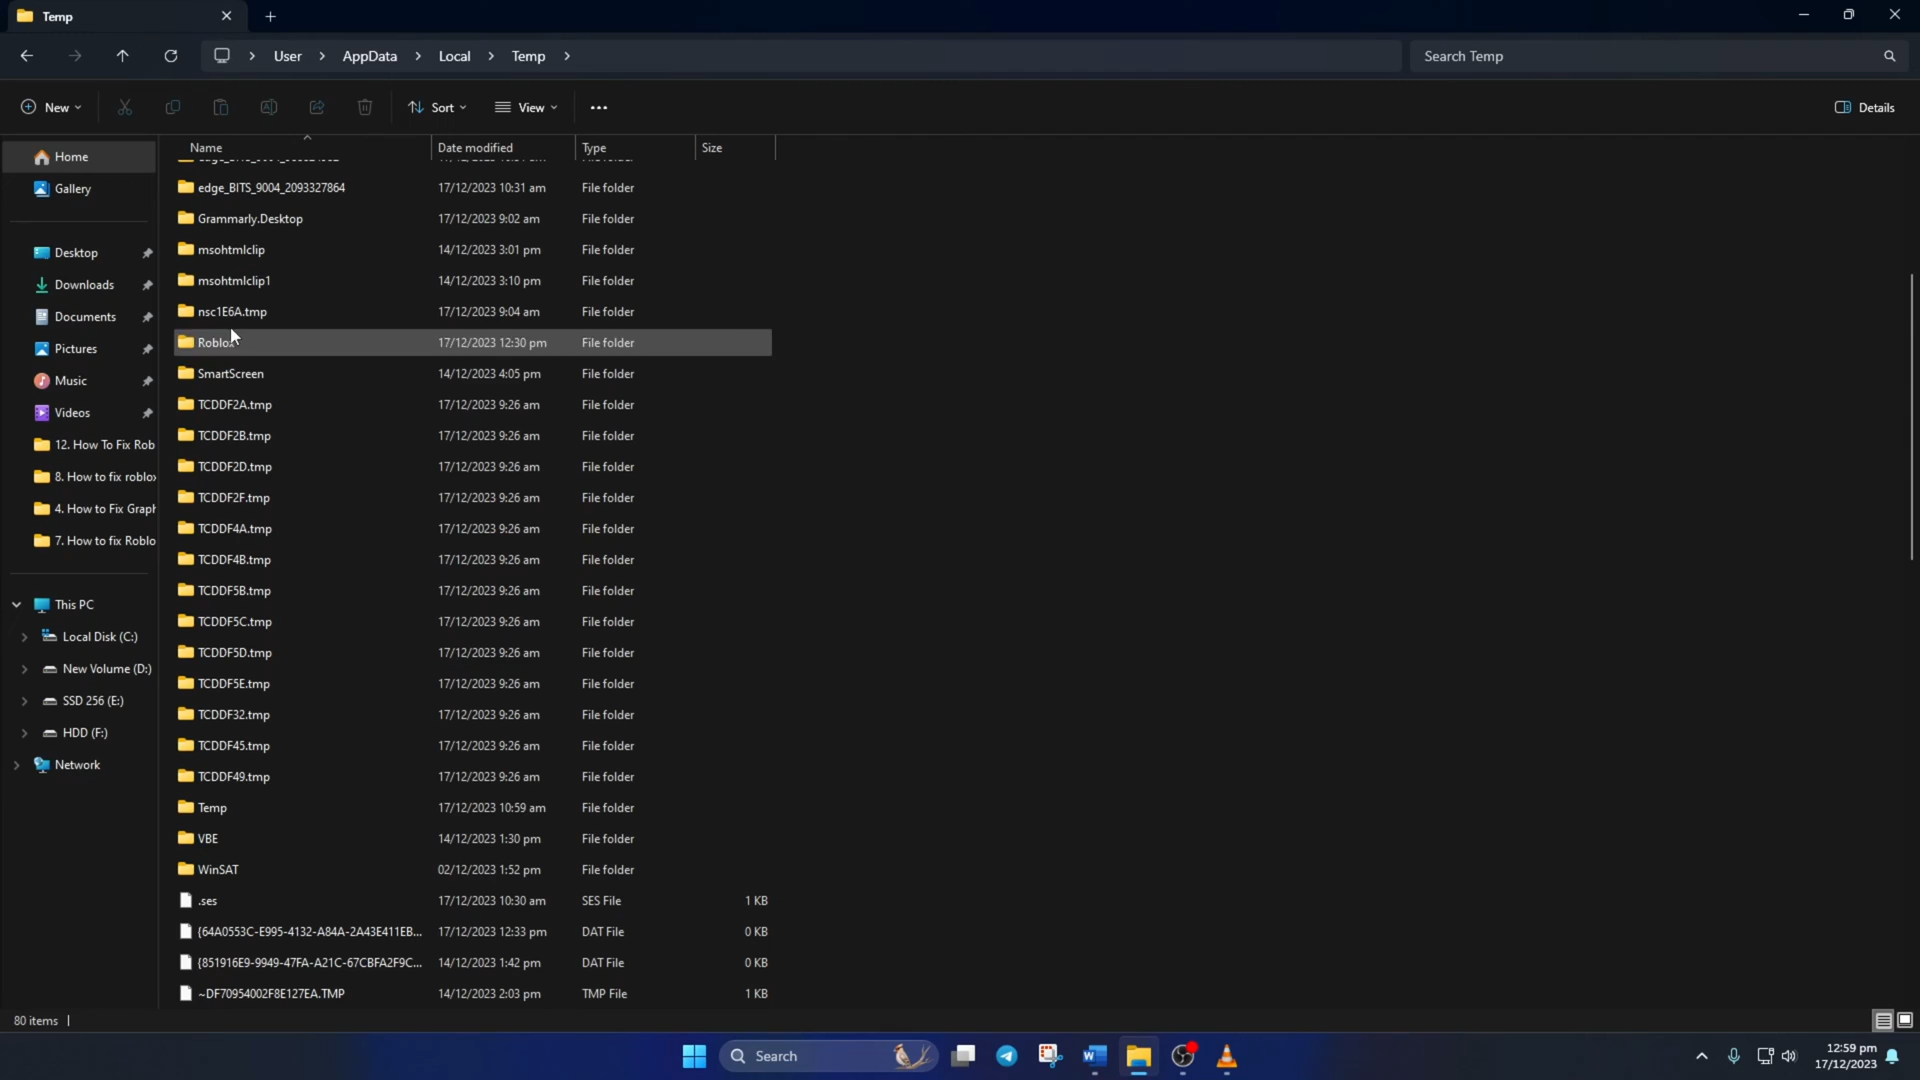 Temp
User > AppData > Local > Temp >
Search Temp
New
Sort
View
Details
Name Date modified Type Size
edge_BITS_9004_2093327864 17/12/2023 10:31 am File folder
Grammarly.Desktop 17/12/2023 9:02 am File folder
msohtmlclip 14/12/2023 3:01 pm File folder
msohtmlclip1 14/12/2023 3:10 pm File folder
nsc1E6A.tmp 17/12/2023 9:04 am File folder
Roblox 17/12/2023 12:30 pm File folder
SmartScreen 14/12/2023 4:05 pm File folder
TCDDF2A.tmp 17/12/2023 9:26 am File folder
TCDDF2B.tmp 17/12/2023 9:26 am File folder
TCDDF2D.tmp 17/12/2023 9:26 am File folder
TCDDF2F.tmp 17/12/2023 9:26 am File folder
TCDDF4A.tmp 17/12/2023 9:26 am File folder
TCDDF4B.tmp 17/12/2023 9:26 am File folder
TCDDF5B.tmp 17/12/2023 9:26 am File folder
TCDDF5C.tmp 17/12/2023 9:26 am File folder
TCDDF5D.tmp 17/12/2023 9:26 am File folder
TCDDF5E.tmp 17/12/2023 9:26 am File folder
TCDDF32.tmp 17/12/2023 9:26 am File folder
TCDDF45.tmp 17/12/2023 9:26 am File folder
TCDDF49.tmp 17/12/2023 9:26 am File folder
Temp 17/12/2023 10:59 am File folder
VBE 14/12/2023 1:30 pm File folder
WinSAT 02/12/2023 1:52 pm File folder
.ses 17/12/2023 10:30 am SES File 1 KB
{64A0553C-E995-4132-A84A-2A43E411EB... 17/12/2023 12:33 pm DAT File 0 KB
{851916E9-9949-47FA-A21C-67CBFA2F9C... 14/12/2023 1:42 pm DAT File 0 KB
~DF70954002F8E127EA.TMP 14/12/2023 2:03 pm TMP File 1 KB
Home
Gallery
Desktop
Downloads
Documents
Pictures
Music
Videos
12. How To Fix Rob
8. How to fix roblox
4. How to Fix Graph
7. How to fix Roblo
This PC
Local Disk (C:)
New Volume (D:)
SSD 256 (E:)
HDD (F:)
Network
80 items
Search
12:59 pm
17/12/2023